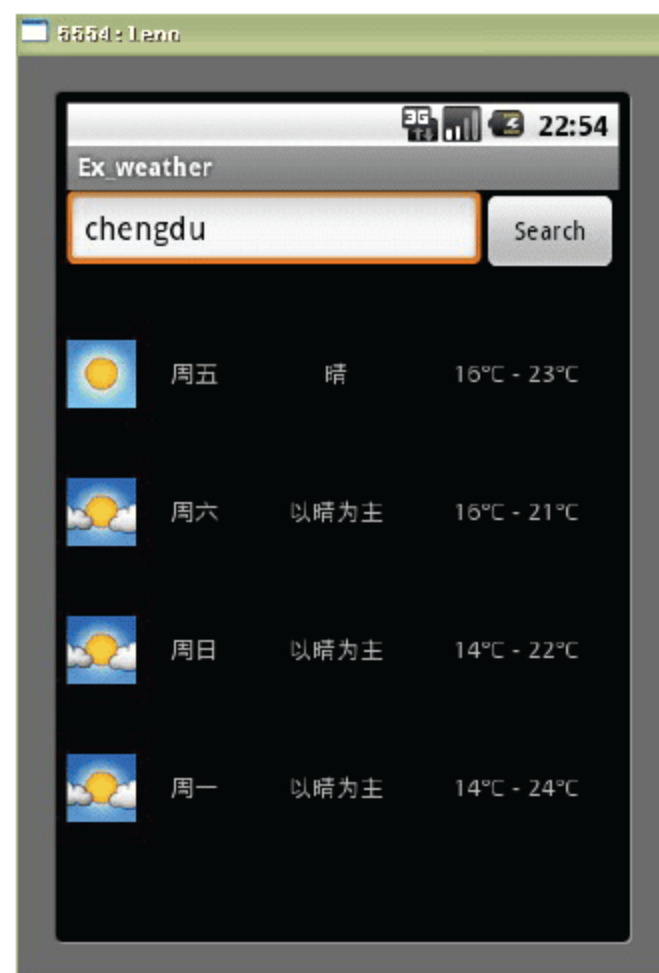 5554:lenn
3G 22:54
Ex_weather
chengdu Search
周五 晴 16°C - 23°C
周六 以晴为主 16°C - 21°C
周日 以晴为主 14°C - 22°C
周一 以晴为主 14°C - 24°C